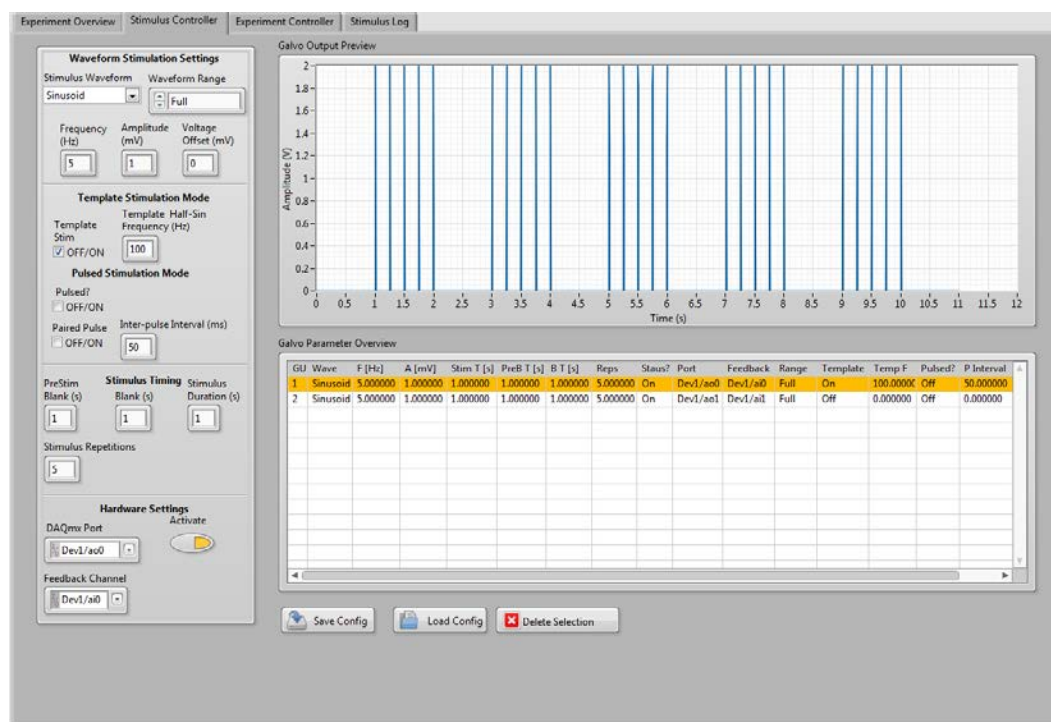 Experiment Overview Stimulus Controller Experiment Controller Stimulus Log
Waveform Stimulation Settings
Stimulus Waveform Waveform Range
Sinusoid Full
Frequency (Hz) Amplitude (mV) Voltage Offset (mV)
5 1 0
Template Stimulation Mode
Template Stim Template Half-Sin Frequency (Hz)
OFF/ON 100
Pulsed Stimulation Mode
Pulsed?
OFF/ON
Paired Pulse Inter-pulse Interval (ms)
OFF/ON 50
Stimulus Timing
PreStim Blank (s) Blank (s) Stimulus Duration (s)
1 1 1
Stimulus Repetitions
5
Hardware Settings
DAQmx Port Activate
Dev1/ao0
Feedback Channel
Dev1/ai0
Galvo Output Preview
Amplitude (V)
2
1.8
1.6
1.4
1.2
1
0.8
0.6
0.4
0.2
0
0 0.5 1 1.5 2 2.5 3 3.5 4 4.5 5 5.5 6 6.5 7 7.5 8 8.5 9 9.5 10 10.5 11 11.5 12
Time (s)
Galvo Parameter Overview
GU Wave F [Hz] A [mV] Stim T [s] PreB T [s] B T [s] Reps Staus? Port Feedback Range Template Temp F Pulsed? P Interval
1 Sinusoid 5.000000 1.000000 1.000000 1.000000 1.000000 5.000000 On Dev1/ao0 Dev1/ai0 Full On 100.0000 Off 50.000000
2 Sinusoid 5.000000 1.000000 1.000000 1.000000 1.000000 5.000000 On Dev1/ao1 Dev1/ai1 Full Off 0.000000 Off 0.000000
Save Config Load Config Delete Selection